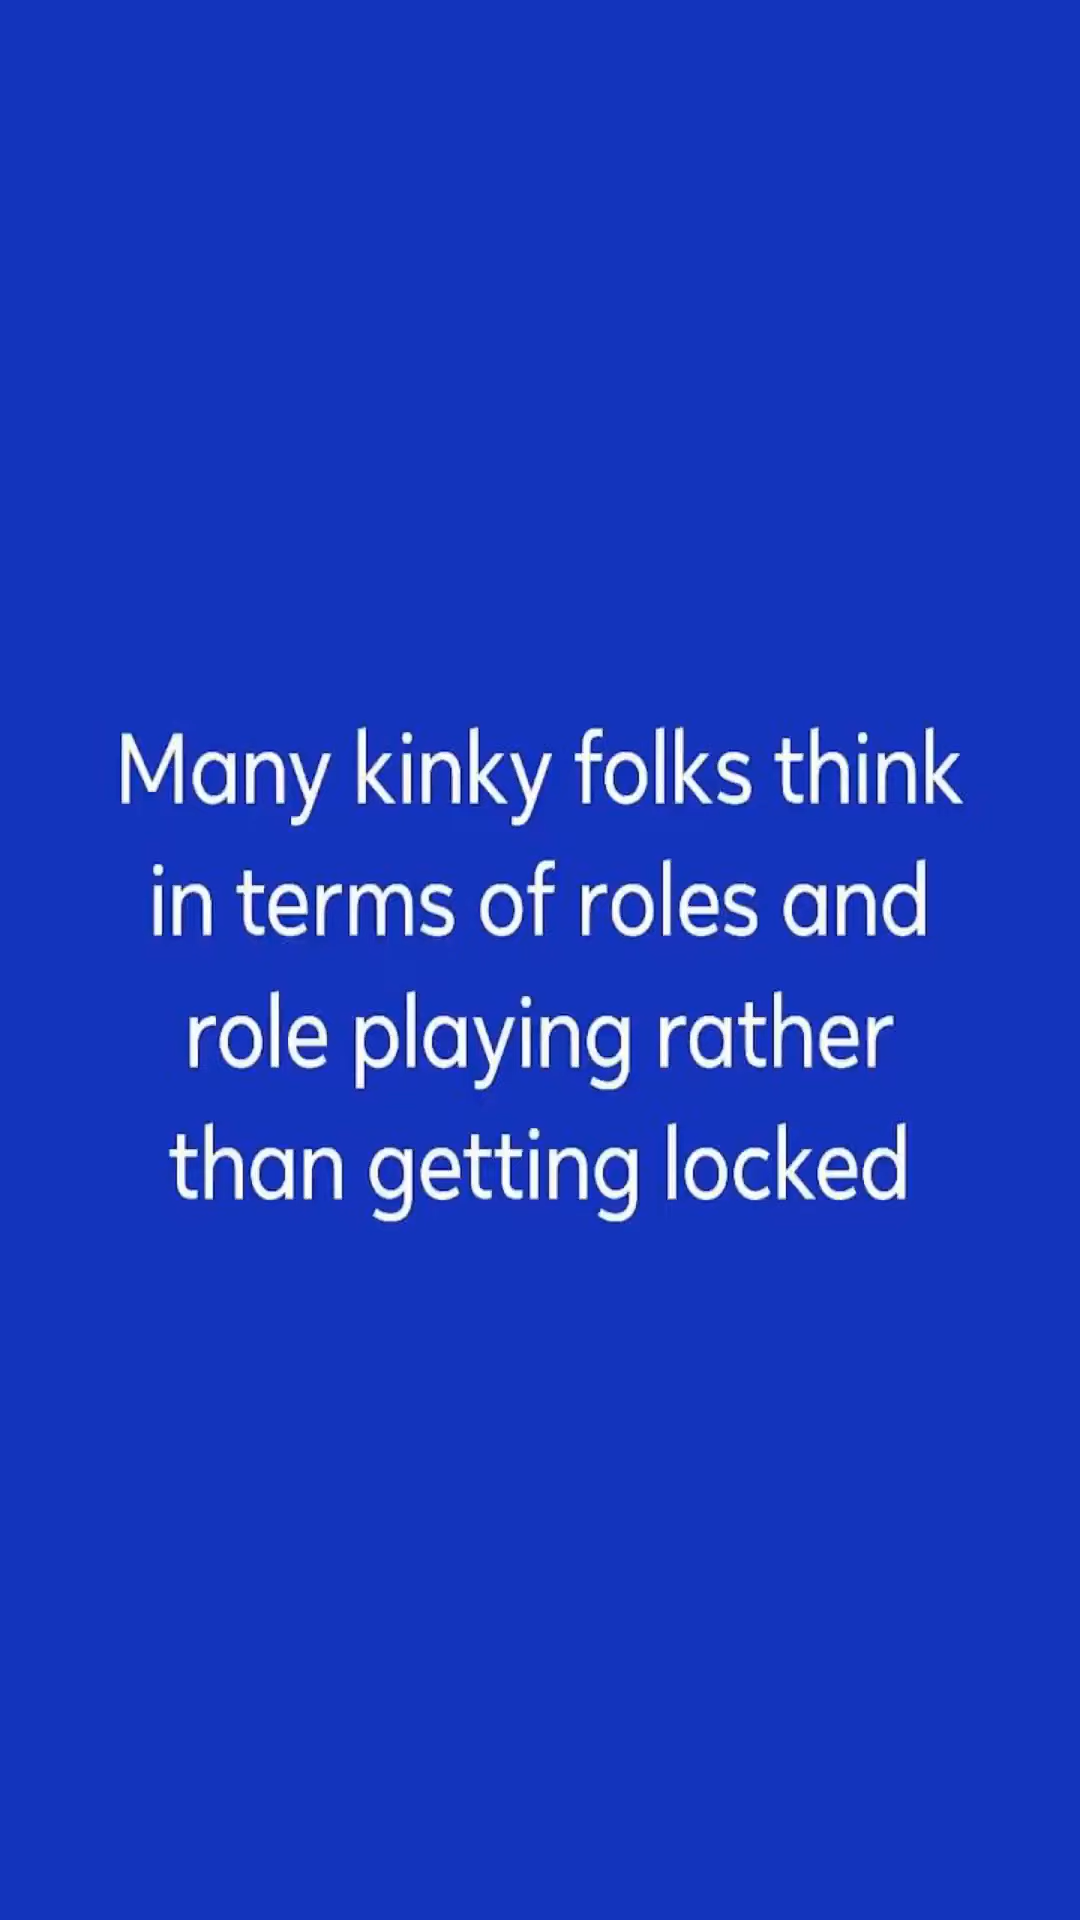 Many kinky folks think
in terms of roles and
role playing rather
than getting locked